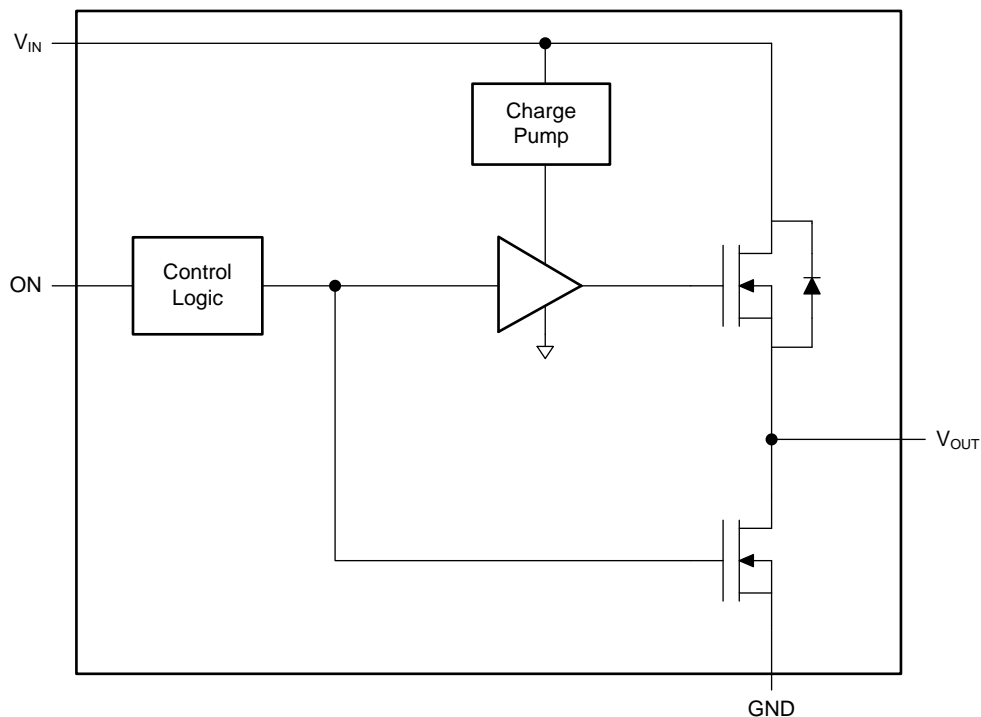 VIN
Charge
Pump
ON
Control
Logic
VOUT
GND